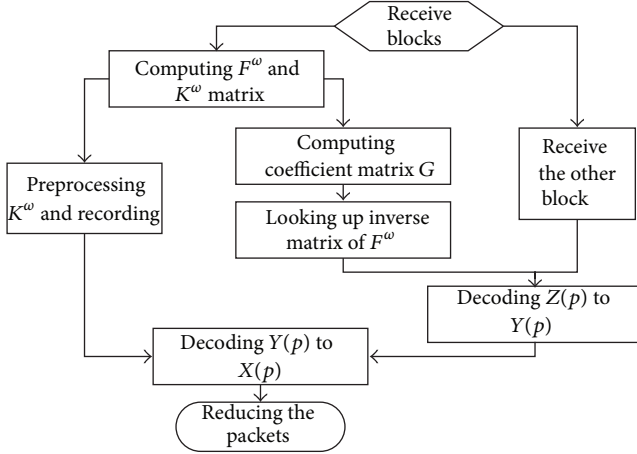 Receive
blocks
Computing F^ω and
K^ω matrix
Computing
coefficient matrix G
Receive
the other
block
Preprocessing
K^ω and recording
Looking up inverse
matrix of F^ω
Decoding Z(p) to
Y(p)
Decoding Y(p) to
X(p)
Reducing the
packets